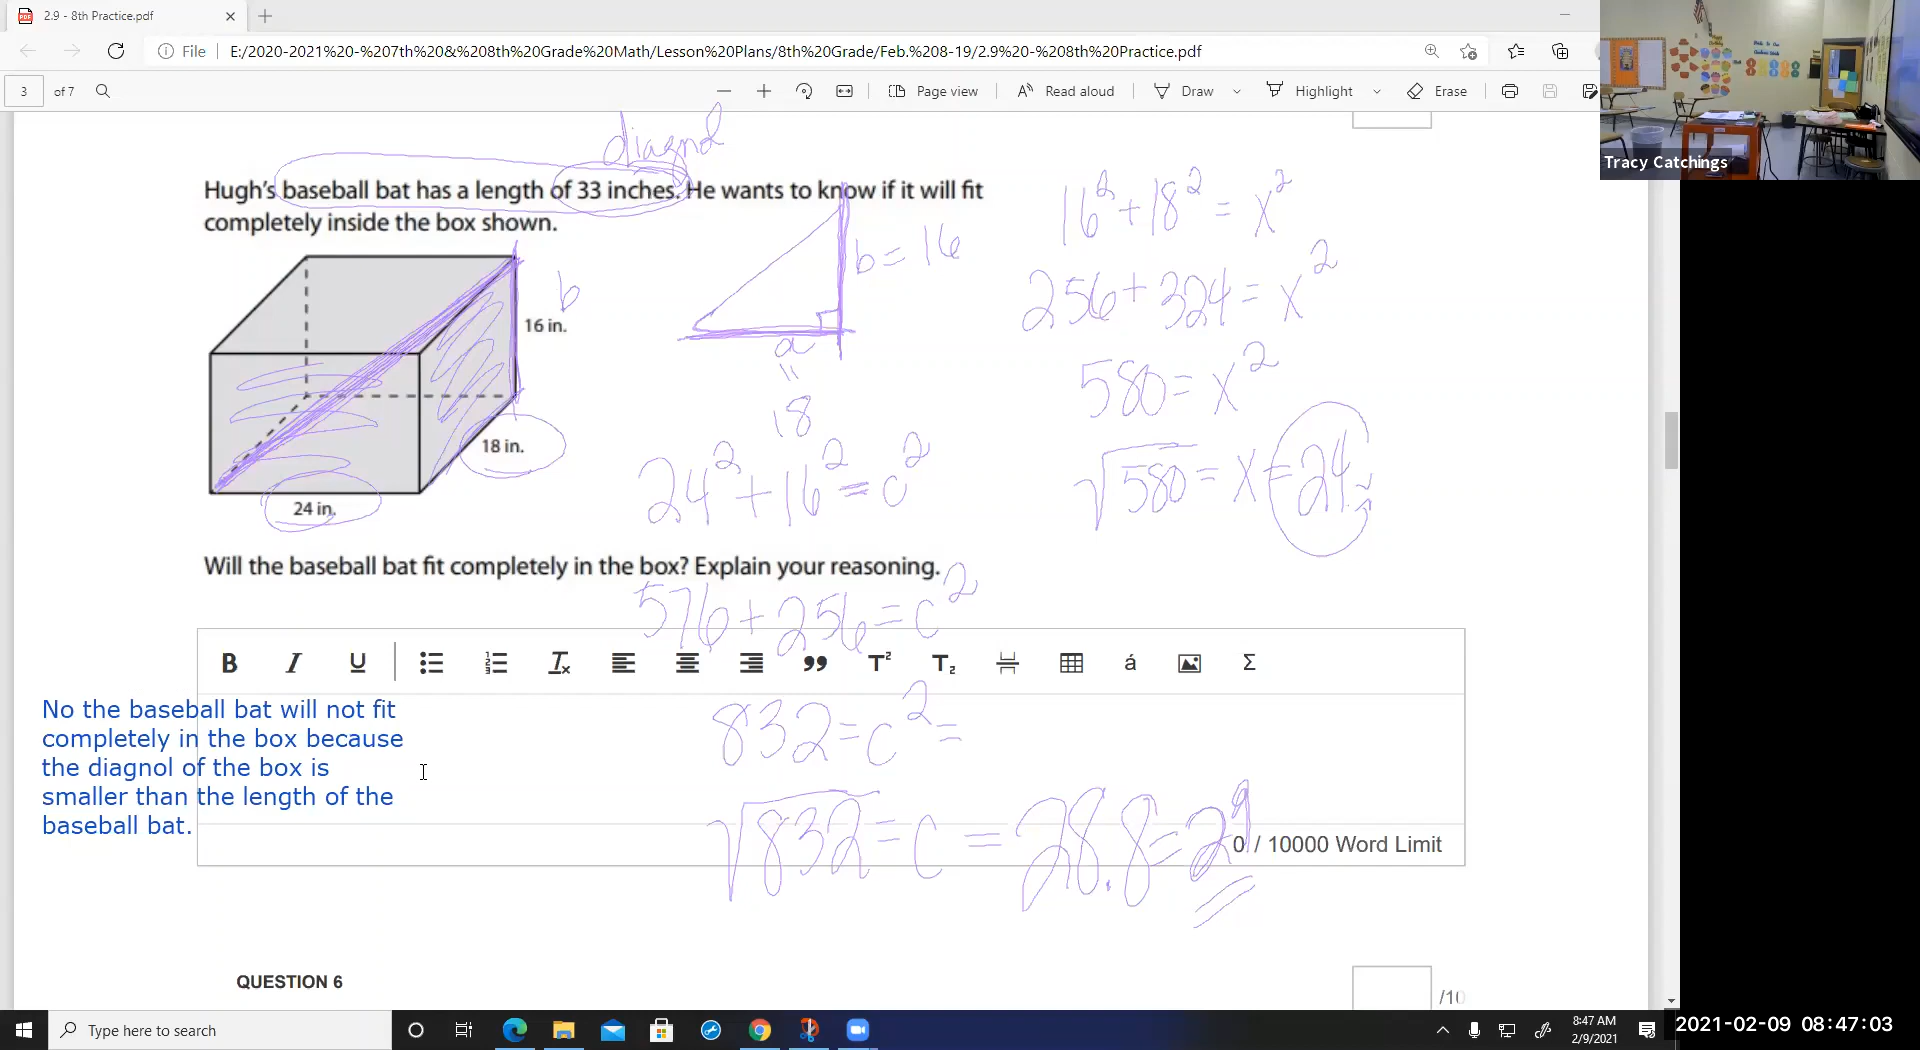 2.9 - 8th Practice.pdf
File
E:/2020-2021%20-%207th%20&%208th%20Grade%20Math/Lesson%20Plans/8th%20Grade/Feb.%208-19/2.9%20-%208th%20Practice.pdf
3 of 7
Page view
Read aloud
Draw
Highlight
Erase
Tracy Catchings
diagnol
Hugh's baseball bat has a length of 33 inches. He wants to know if it will fit
completely inside the box shown.
16 in.
b
18 in.
24 in.
b = 16
a
=
18
16² + 18² = x²
256 + 324 = x²
580 = x²
√580 = x = 24.
24² + 16² = c²
Will the baseball bat fit completely in the box? Explain your reasoning.
576 + 256 = c²
B I U
T² T₂ á Σ
832 = c² =
√832 = c = 28.8 = 29
No the baseball bat will not fit
completely in the box because
the diagnol of the box is
smaller than the length of the
baseball bat.
0 / 10000 Word Limit
QUESTION 6
/10
Type here to search
8:47 AM
2/9/2021
2021-02-09 08:47:03